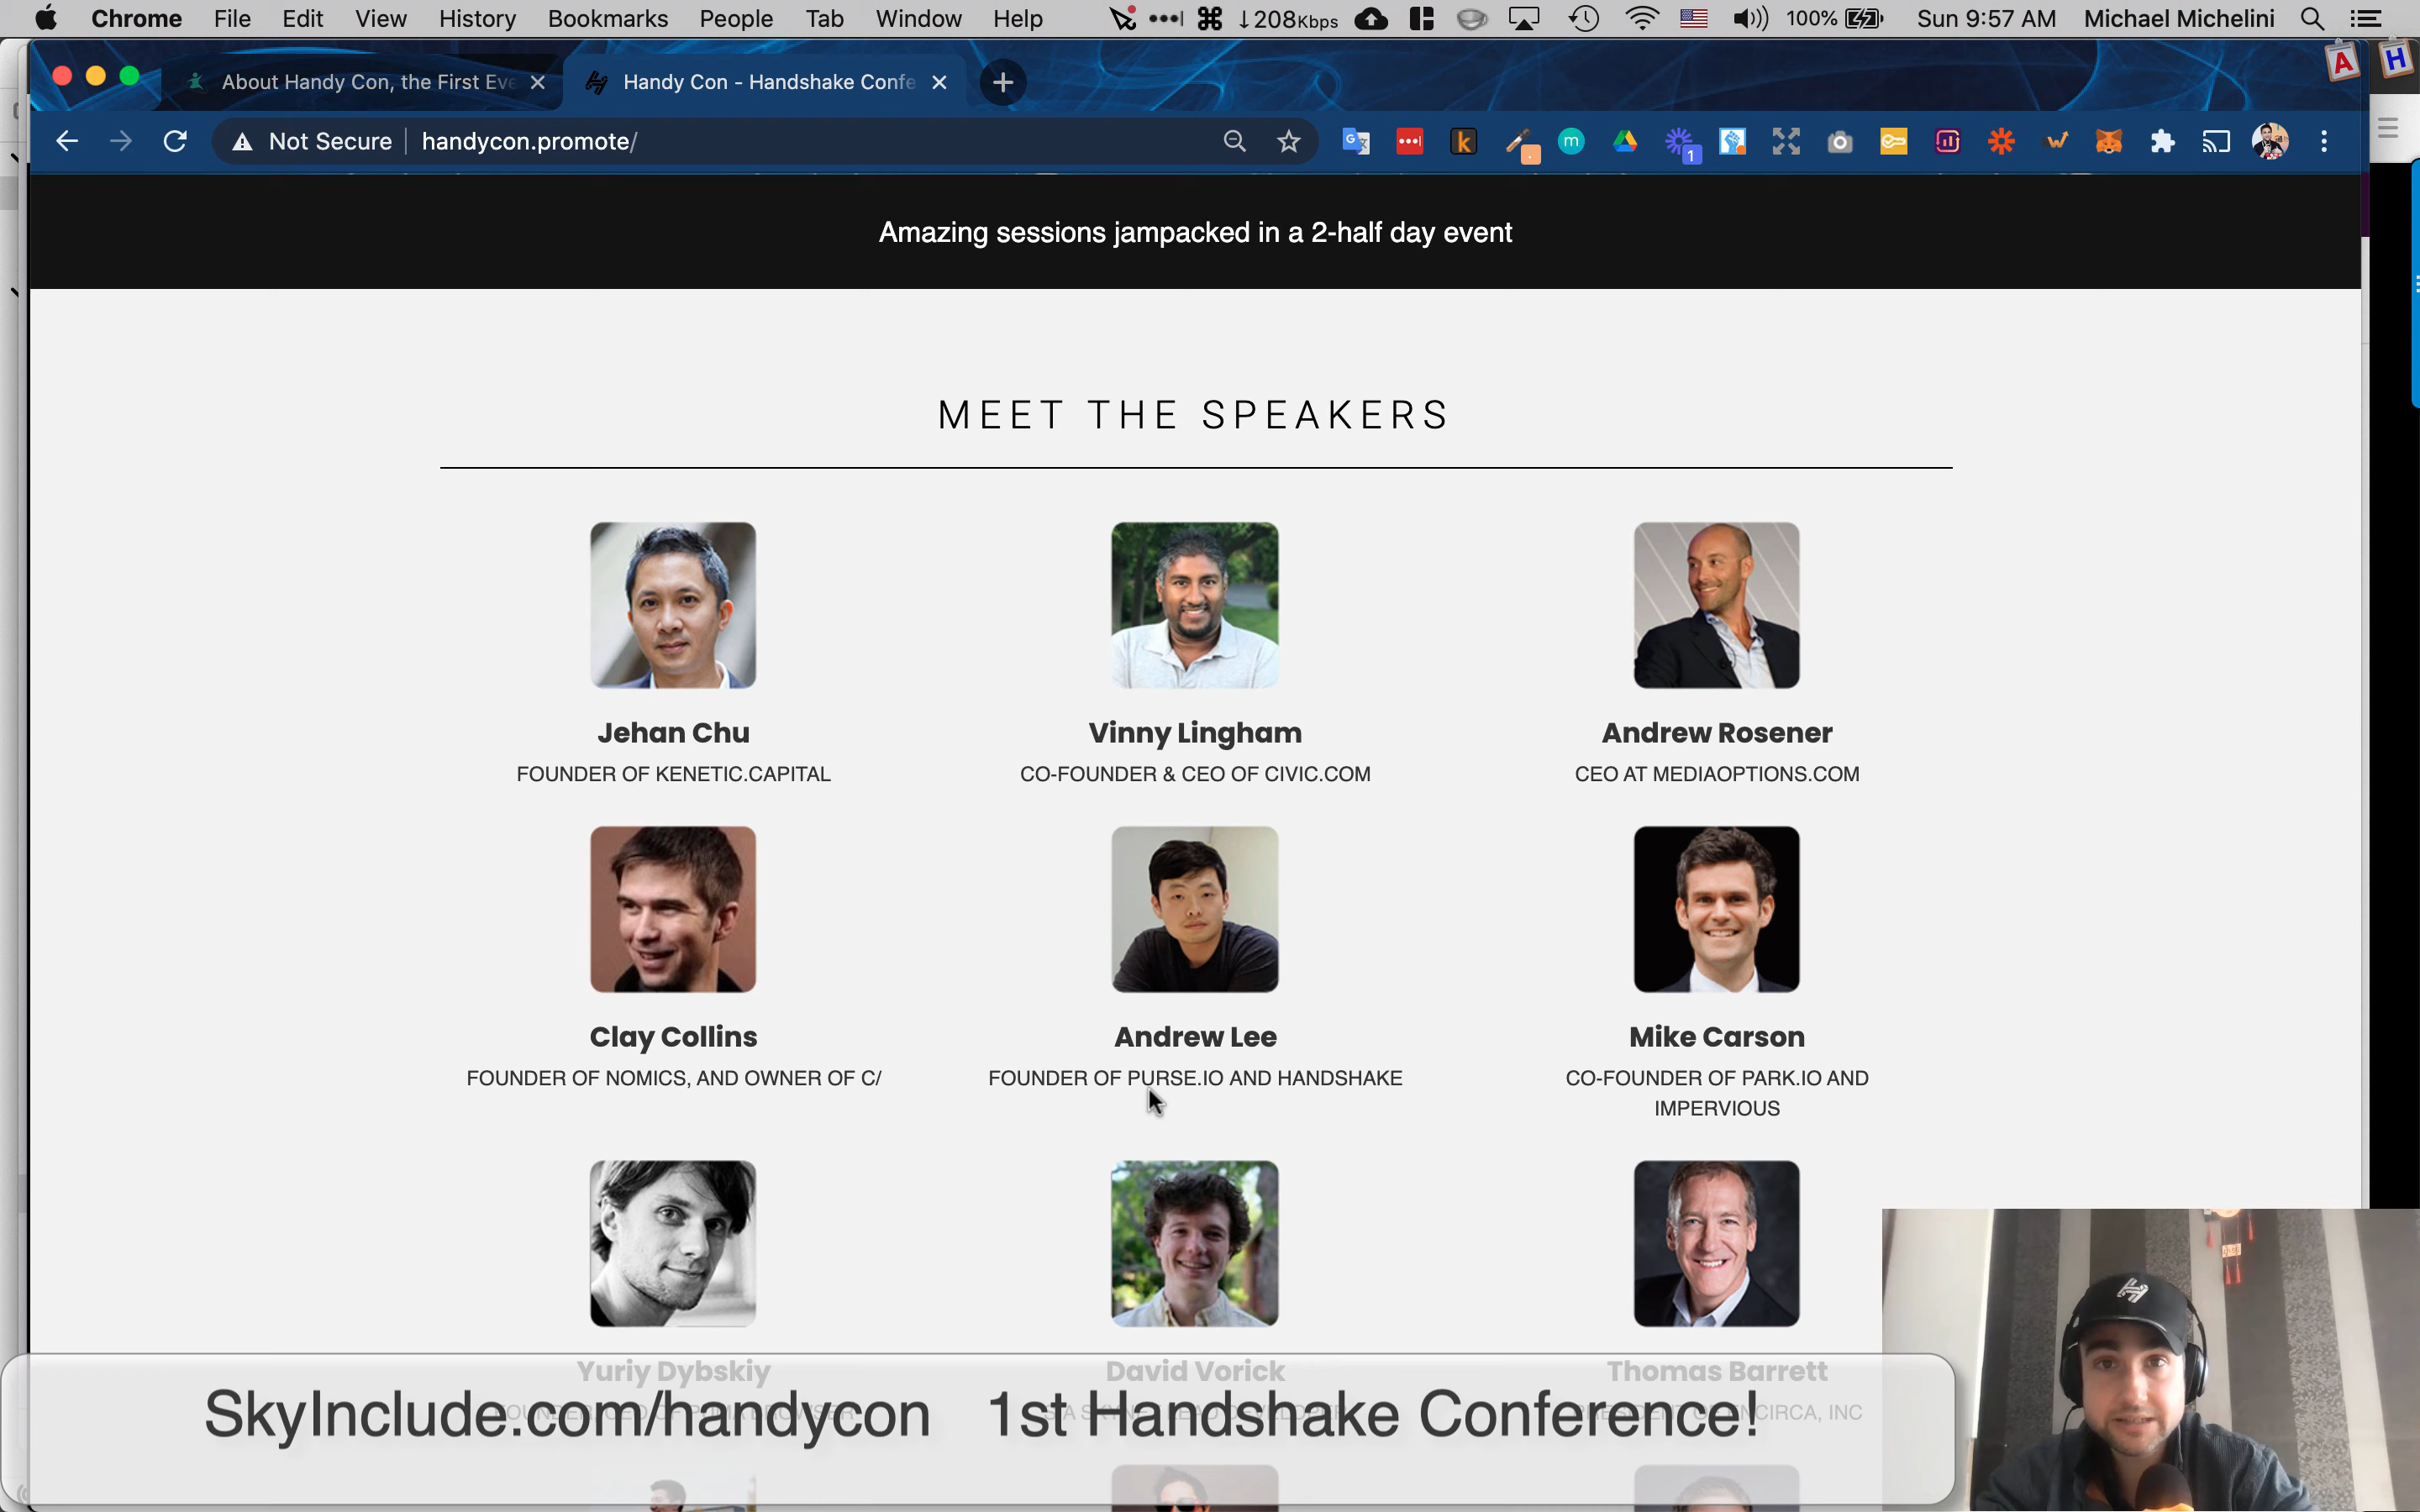 Chrome File Edit View History Bookmarks People Tab Window Help ↓208Kbps 100% Sun 9:57 AM Michael Michelini
About Handy Con, the First Eve
Handy Con - Handshake Confe
A H
Not Secure handycon.promote/
1
Amazing sessions jampacked in a 2-half day event
MEET THE SPEAKERS
Jehan Chu
FOUNDER OF KENETIC.CAPITAL
Vinny Lingham
CO-FOUNDER & CEO OF CIVIC.COM
Andrew Rosener
CEO AT MEDIAOPTIONS.COM
Clay Collins
FOUNDER OF NOMICS, AND OWNER OF C/
Andrew Lee
FOUNDER OF PURSE.IO AND HANDSHAKE
Mike Carson
CO-FOUNDER OF PARK.IO AND
IMPERVIOUS
Yuriy Dybskiy
David Vorick
Thomas Barrett
SkyInclude.com/handycon 1st Handshake Conference!